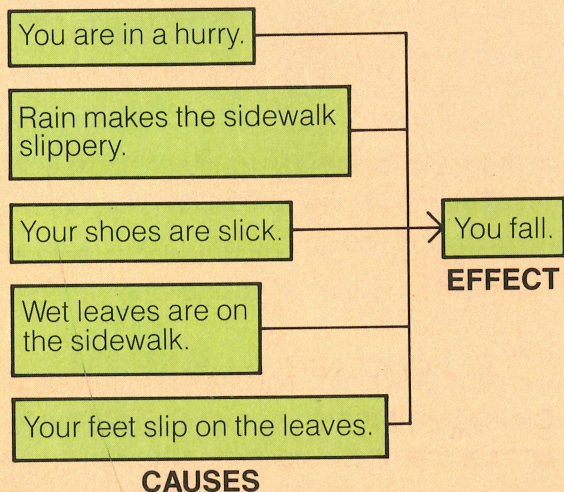 You are in a hurry.
Rain makes the sidewalk
slippery.
Your shoes are slick.
You fall.
EFFECT
Wet leaves are on
the sidewalk.
Your feet slip on the leaves.
CAUSES